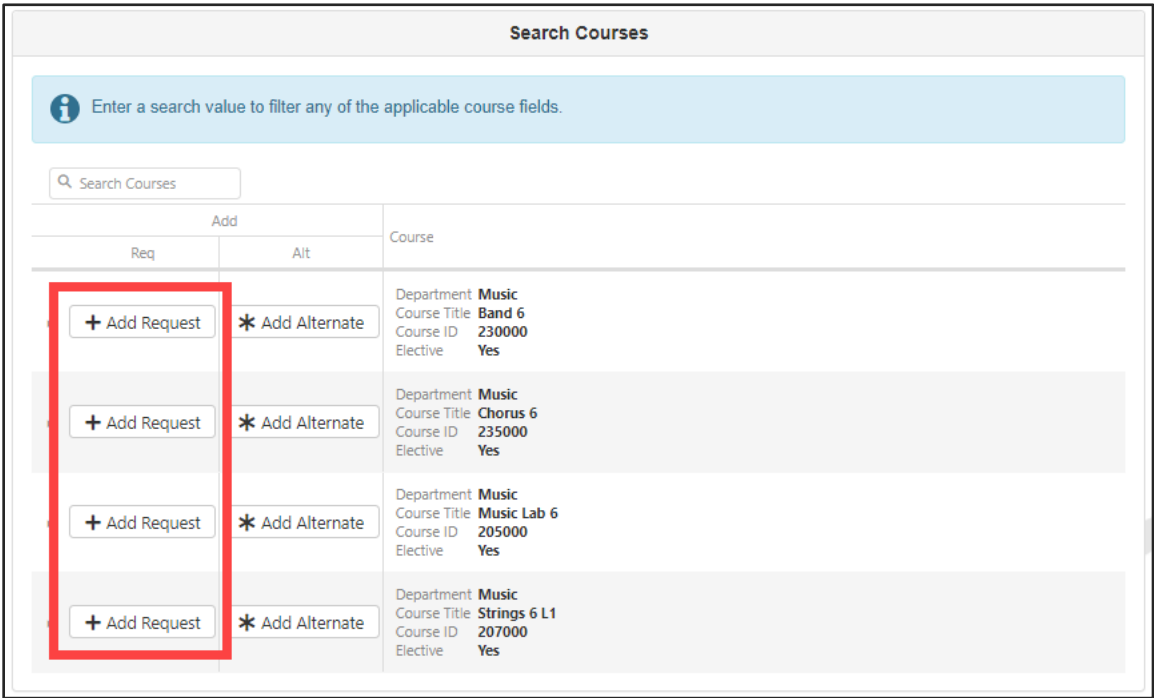 Search Courses
Enter a search value to filter any of the applicable course fields.
Search Courses
Add
Course
Req Alt
+ Add Request * Add Alternate
Department Music
Course Title Band 6
Course ID 230000
Elective Yes
+ Add Request * Add Alternate
Department Music
Course Title Chorus 6
Course ID 235000
Elective Yes
+ Add Request * Add Alternate
Department Music
Course Title Music Lab 6
Course ID 205000
Elective Yes
+ Add Request * Add Alternate
Department Music
Course Title Strings 6 L1
Course ID 207000
Elective Yes